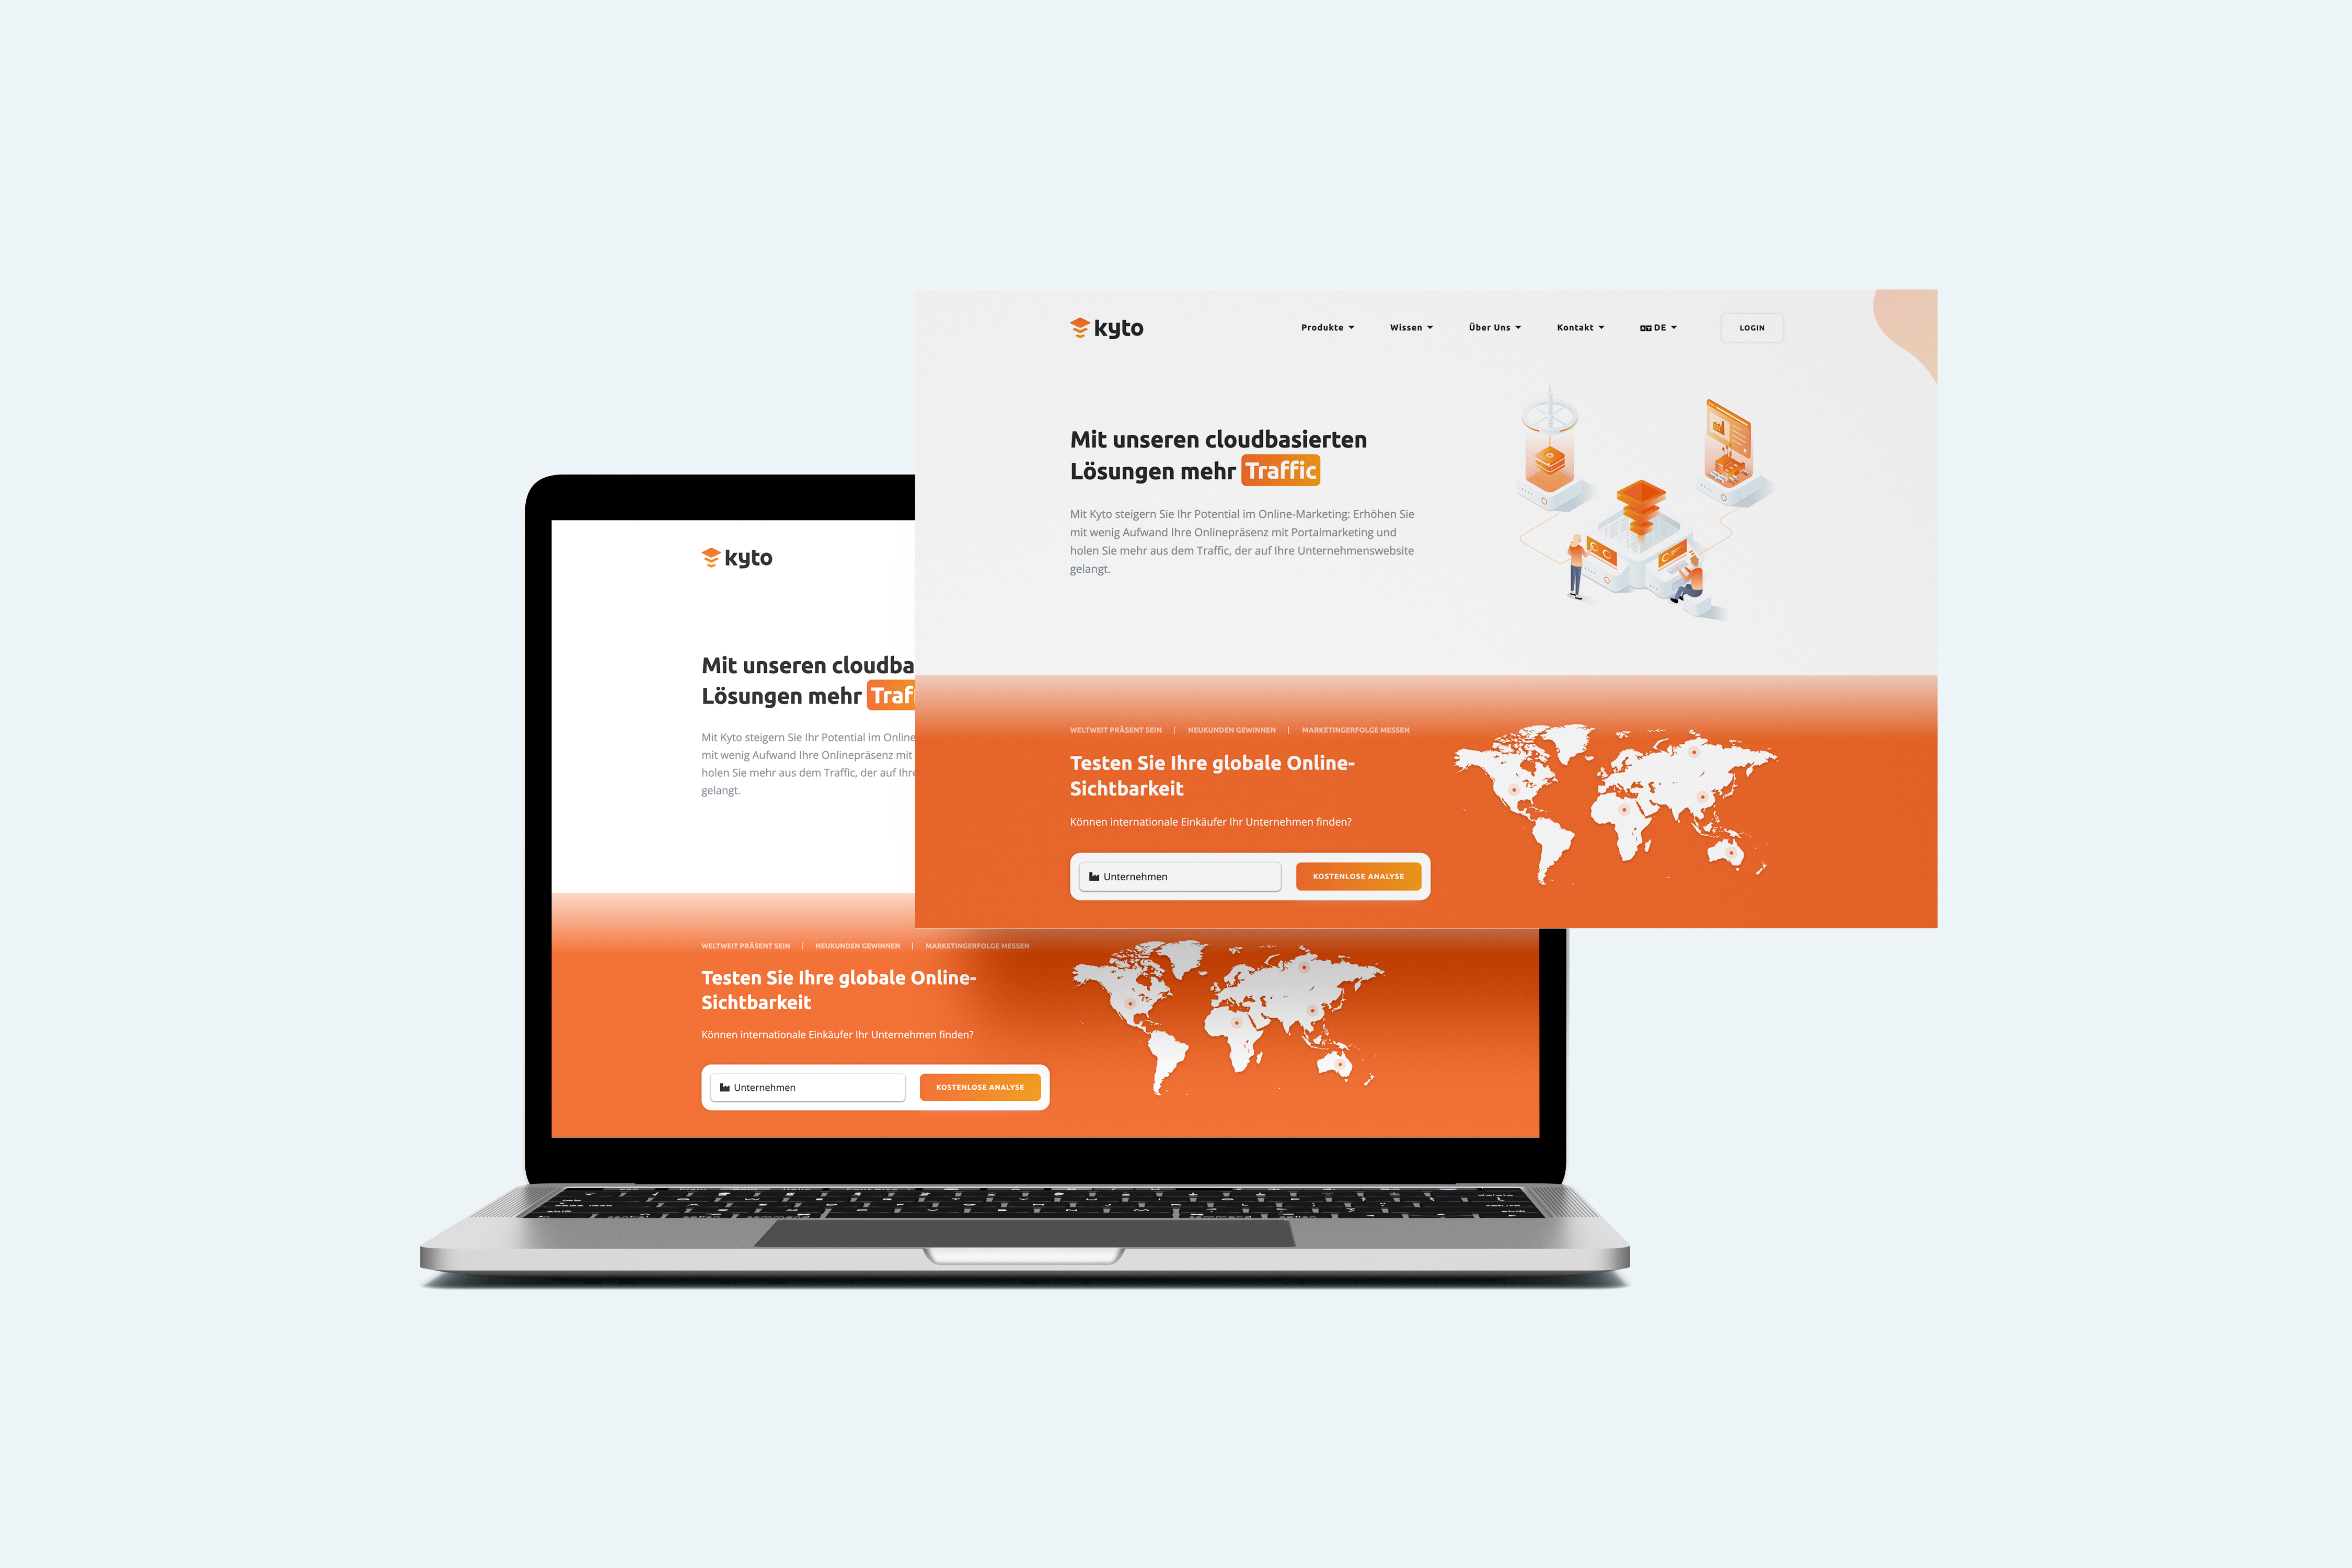 kyto
Produkte
Wissen
Über Uns
Kontakt
DE
LOGIN
Mit unseren cloudbasierten
Lösungen mehr Traffic
Mit Kyto steigern Sie Ihr Potential im Online-Marketing: Erhöhen Sie
mit wenig Aufwand Ihre Onlinepräsenz mit Portalmarketing und
holen Sie mehr aus dem Traffic, der auf Ihre Unternehmenswebsite
gelangt.
WELTWEIT PRÄSENT SEIN | NEUKUNDEN GEWINNEN | MARKETINGERFOLGE MESSEN
Testen Sie Ihre globale Online-
Sichtbarkeit
Können internationale Einkäufer Ihr Unternehmen finden?
Unternehmen
KOSTENLOSE ANALYSE
kyto
Mit unseren cloudba
Lösungen mehr Traf
Mit Kyto steigern Sie Ihr Potential im Online
mit wenig Aufwand Ihre Onlinepräsenz mit
holen Sie mehr aus dem Traffic, der auf Ihre
gelangt.
WELTWEIT PRÄSENT SEIN | NEUKUNDEN GEWINNEN | MARKETINGERFOLGE MESSEN
Testen Sie Ihre globale Online-
Sichtbarkeit
Können internationale Einkäufer Ihr Unternehmen finden?
Unternehmen
KOSTENLOSE ANALYSE